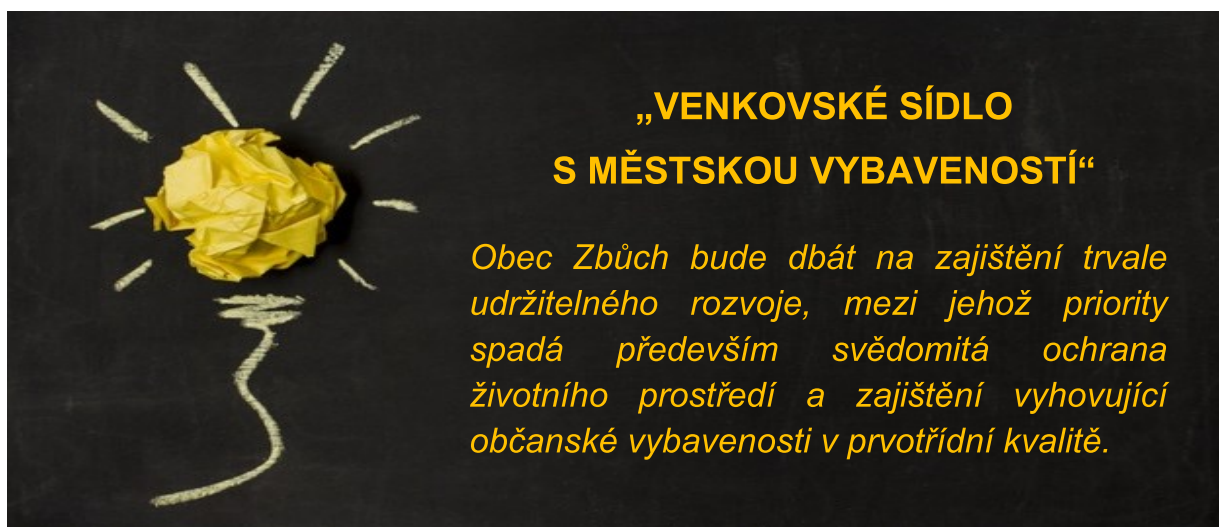 „VENKOVSKÉ SÍDLO
S MĚSTSKOU VYBAVENOSTÍ“
Obec Zbůch bude dbát na zajištění trvale
udržitelného rozvoje, mezi jehož priority
spadá především svědomitá ochrana
životního prostředí a zajištění vyhovující
občanské vybavenosti v prvotřídní kvalitě.